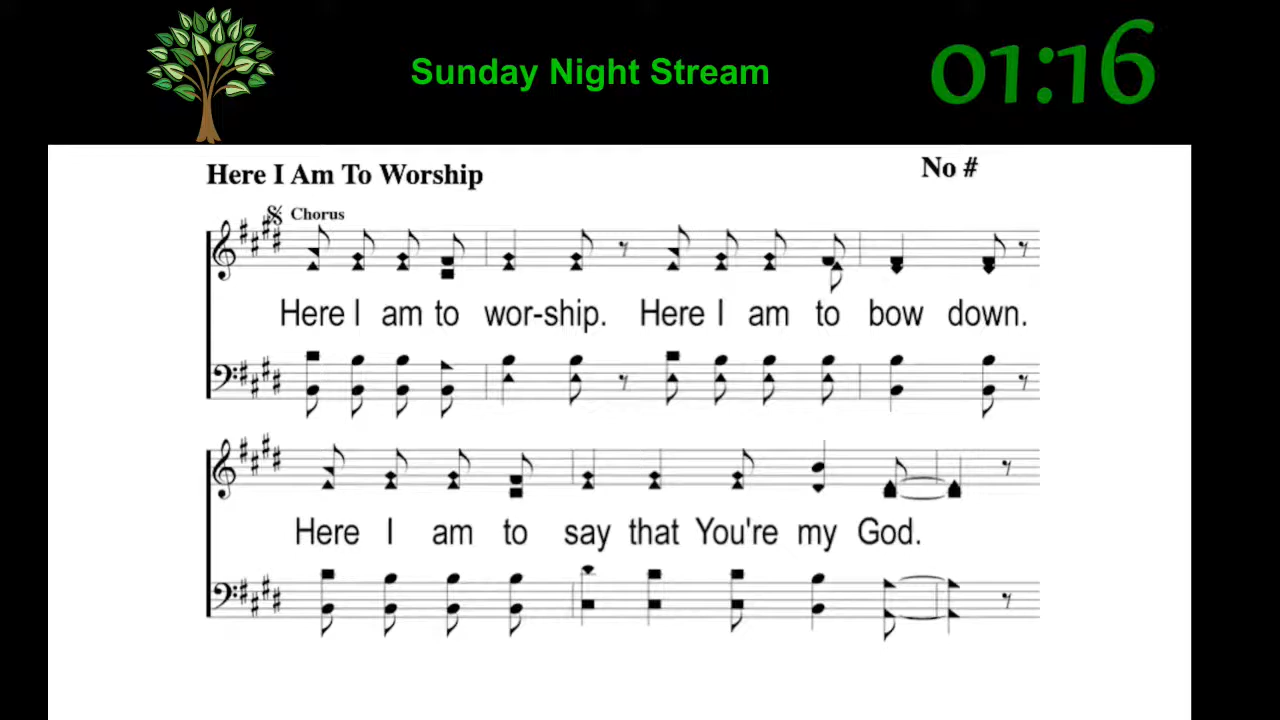 Sunday Night Stream
01:16
Here I Am To Worship
No #
Chorus
Here I am to wor-ship. Here I am to bow down.
Here I am to say that You're my God.